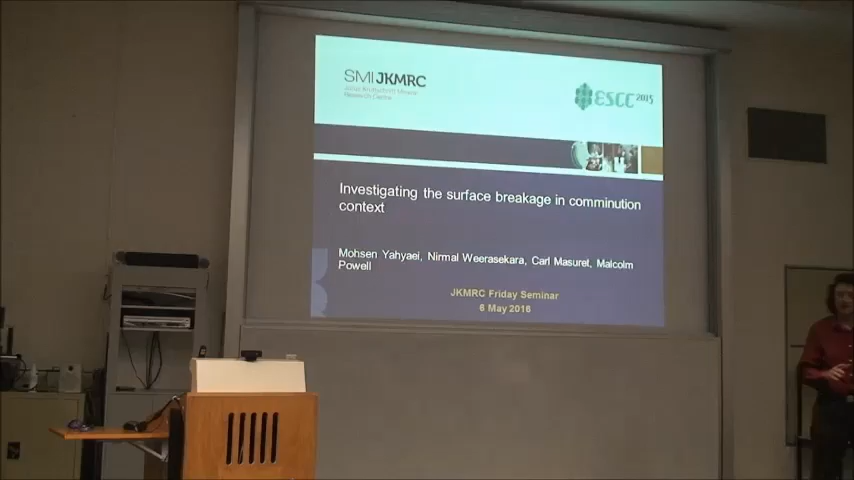 SMI JKMRC
Julius Kruttschnitt Mineral
Research Centre
ESCC 2015
Investigating the surface breakage in comminution
context
Mohsen Yahyaei, Nirmal Weerasekara, Carl Masuret, Malcolm
Powell
JKMRC Friday Seminar
6 May 2016